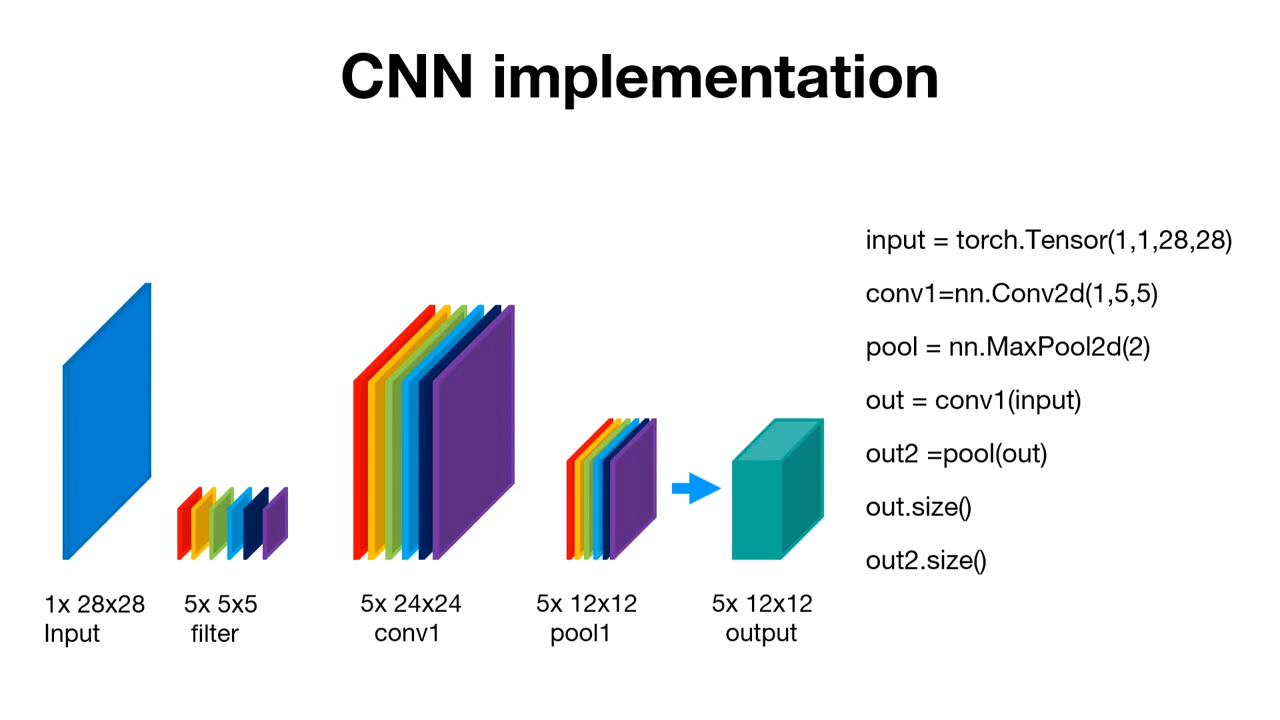 CNN implementation
input = torch.Tensor(1,1,28,28)
conv1=nn.Conv2d(1,5,5)
pool = nn.MaxPool2d(2)
out = conv1(input)
out2 =pool(out)
out.size()
out2.size()
1x 28x28
Input
5x 5x5
filter
5x 24x24
conv1
5x 12x12
pool1
5x 12x12
output